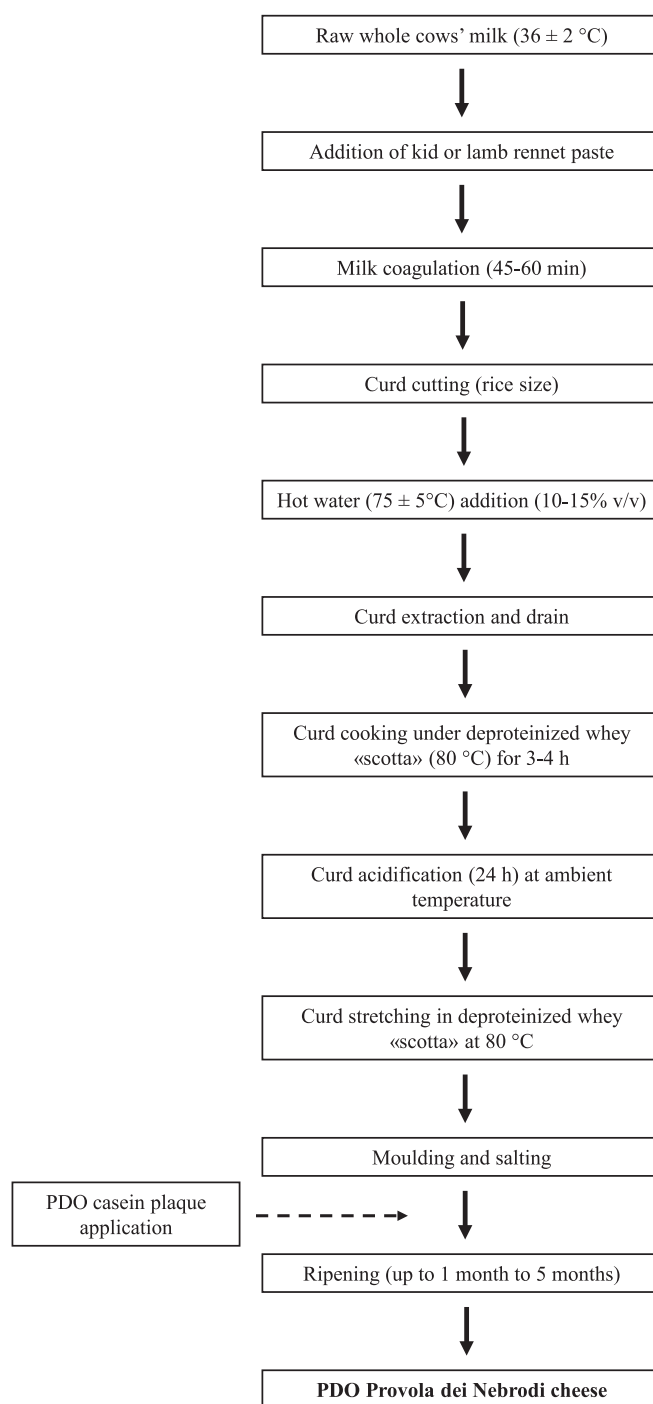 Raw whole cows’ milk (36 ± 2 °C)
Addition of kid or lamb rennet paste
Milk coagulation (45-60 min)
Curd cutting (rice size)
Hot water (75 ± 5°C) addition (10-15% v/v)
Curd extraction and drain
Curd cooking under deproteinized whey
«scotta» (80 °C) for 3-4 h
Curd acidification (24 h) at ambient
temperature
Curd stretching in deproteinized whey
«scotta» at 80 °C
Moulding and salting
PDO casein plaque
application
Ripening (up to 1 month to 5 months)
PDO Provola dei Nebrodi cheese